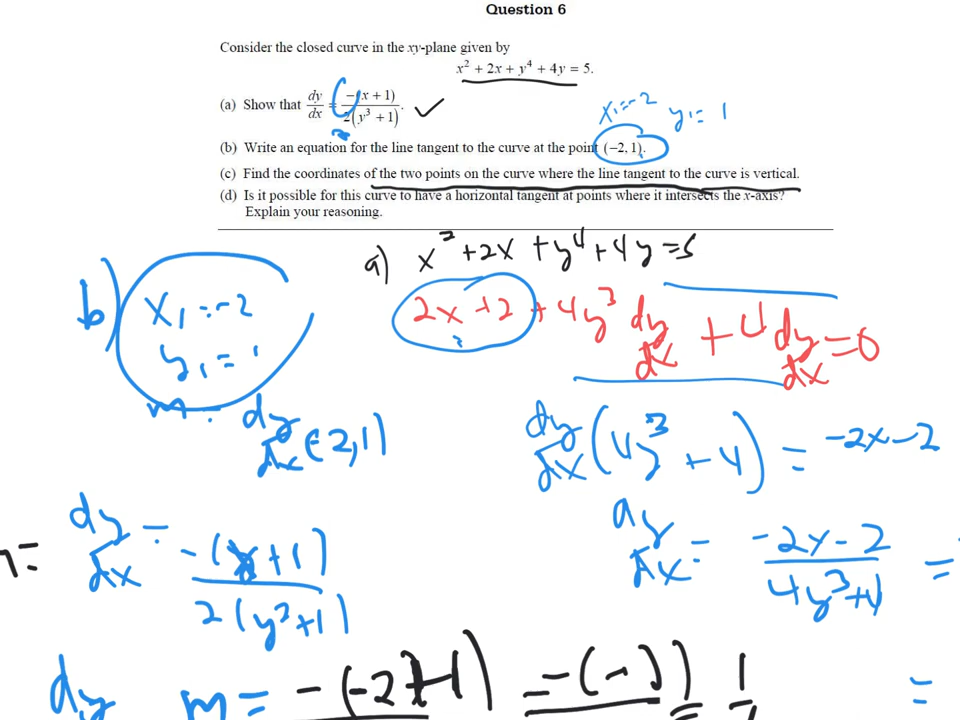 Question 6
Consider the closed curve in the xy-plane given by
x² + 2x + y⁴ + 4y = 5.
(a) Show that dy/dx = -(x + 1)/2(y³ + 1).
x₁=-2 y₁= 1
(b) Write an equation for the line tangent to the curve at the point (−2, 1).
(c) Find the coordinates of the two points on the curve where the line tangent to the curve is vertical.
(d) Is it possible for this curve to have a horizontal tangent at points where it intersects the x-axis?
Explain your reasoning.
a) x² +2x +y⁴+4y =5
2x +2 + 4y³ dy/dx + 4 dy/dx =0
b) x₁ =-2
y₁ = 1
m = dy/dx (-2,1)
dy/dx (4y³ +4) = -2x-2
dy/dx = -(x+1)/2(y³+1)
dy/dx = -2x-2/4y³+4 =
dy m = -(-2+1) = -(-1) = 1